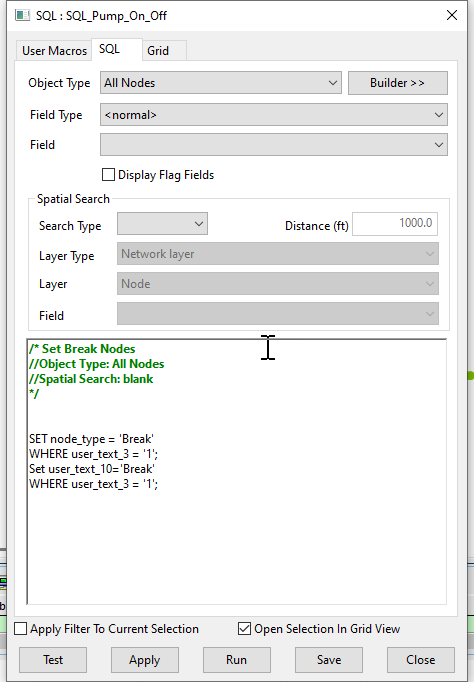 SQL : SQL_Pump_On_Off
User Macros SQL Grid
Object Type All Nodes Builder >>
Field Type <normal>
Field
Display Flag Fields
Spatial Search
Search Type Distance (ft) 1000.0
Layer Type Network layer
Layer Node
Field
/* Set Break Nodes
//Object Type: All Nodes
//Spatial Search: blank
*/
SET node_type = 'Break'
WHERE user_text_3 = '1';
Set user_text_10='Break'
WHERE user_text_3 = '1';
Apply Filter To Current Selection Open Selection In Grid View
Test Apply Run Save Close